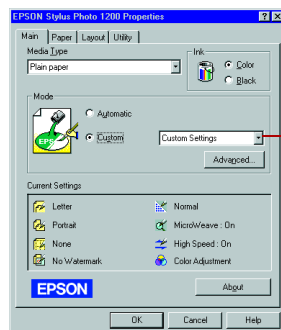 EPSON Stylus Photo 1200 Properties
Main Paper Layout Utility
Media Type
Plain paper
Ink
Color
Black
Mode
Automatic
Custom
Custom Settings
EPS
Advanced...
Current Settings
Letter
Normal
Portrait
MicroWeave : On
None
High Speed : On
No Watermark
Color Adjustment
EPSON
About
OK Cancel Help